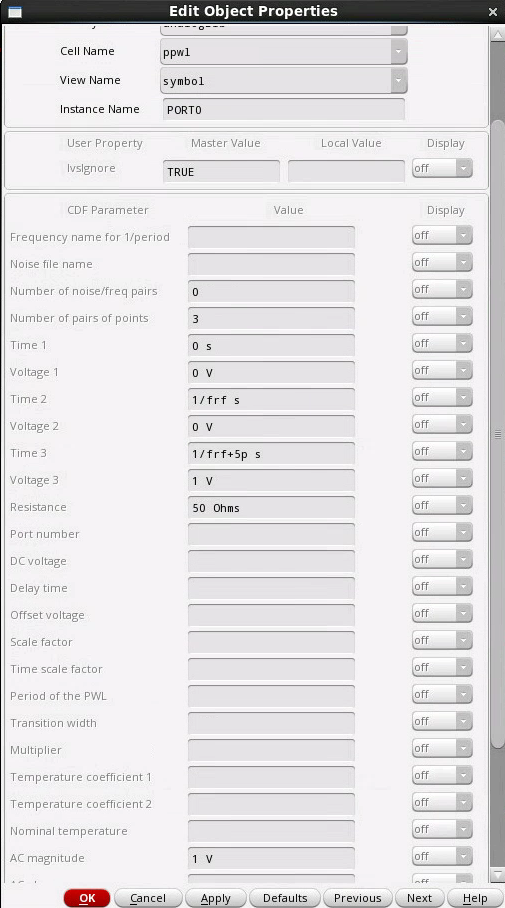 Edit Object Properties
Cell Name ppwl
View Name symbol
Instance Name PORT0
User Property Master Value Local Value Display
lvsIgnore TRUE off
CDF Parameter Value Display
Frequency name for 1/period off
Noise file name off
Number of noise/freq pairs 0 off
Number of pairs of points 3 off
Time 1 0 s off
Voltage 1 0 V off
Time 2 1/frf s off
Voltage 2 0 V off
Time 3 1/frf+5p s off
Voltage 3 1 V off
Resistance 50 Ohms off
Port number off
DC voltage off
Delay time off
Offset voltage off
Scale factor off
Time scale factor off
Period of the PWL off
Transition width off
Multiplier off
Temperature coefficient 1 off
Temperature coefficient 2 off
Nominal temperature off
AC magnitude 1 V off
OK Cancel Apply Defaults Previous Next Help